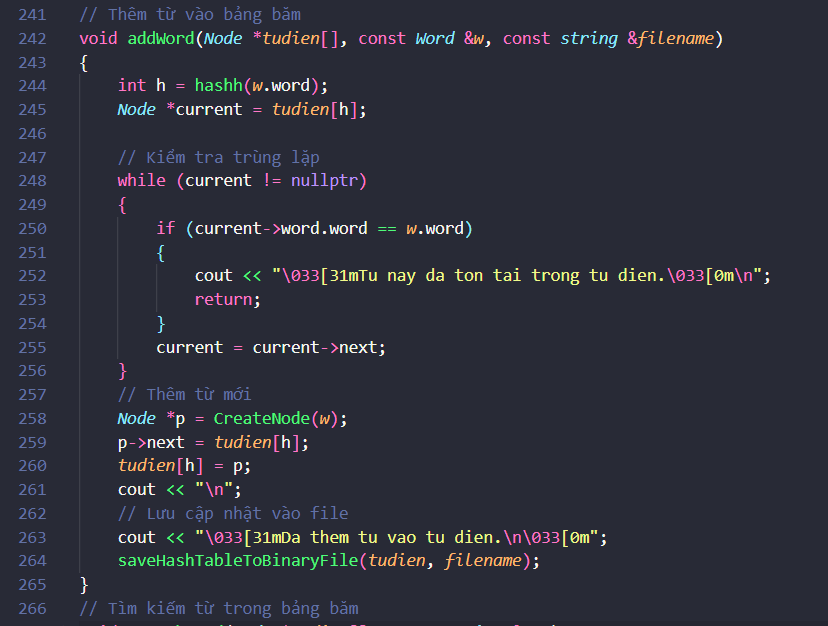 241 // Thêm từ vào bảng băm
242 void addWord(Node *tudien[], const Word &w, const string &filename)
243 {
244     int h = hashh(w.word);
245     Node *current = tudien[h];
246
247     // Kiểm tra trùng lặp
248     while (current != nullptr)
249     {
250         if (current->word.word == w.word)
251         {
252             cout << "\033[31mTu nay da ton tai trong tu dien.\033[0m\n";
253             return;
254         }
255         current = current->next;
256     }
257     // Thêm từ mới
258     Node *p = CreateNode(w);
259     p->next = tudien[h];
260     tudien[h] = p;
261     cout << "\n";
262     // Lưu cập nhật vào file
263     cout << "\033[31mDa them tu vao tu dien.\n\033[0m";
264     saveHashTableToBinaryFile(tudien, filename);
265 }
266 // Tìm kiếm từ trong bảng băm